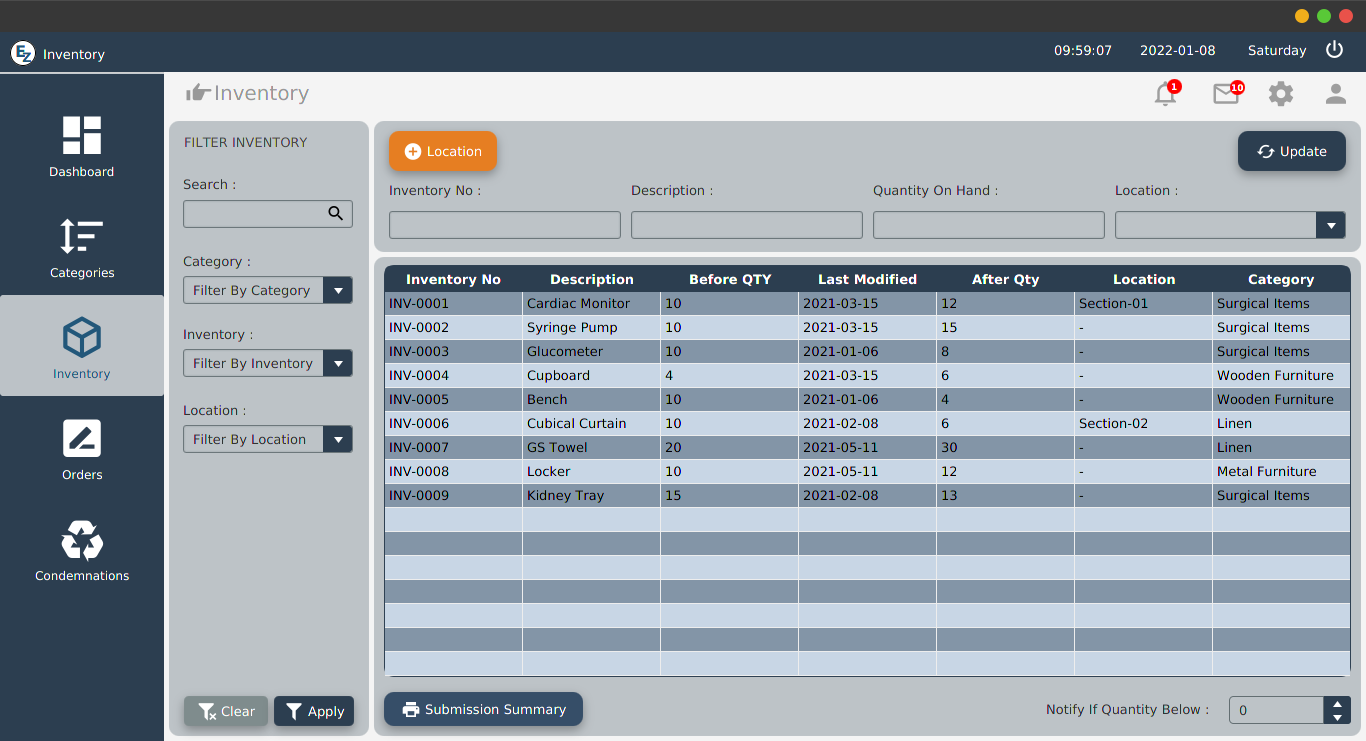 EZ Inventory 09:59:07 2022-01-08 Saturday
Inventory 1 10
Dashboard
Categories
Inventory
Orders
Condemnations
FILTER INVENTORY
Search :
Category :
Filter By Category
Inventory :
Filter By Inventory
Location :
Filter By Location
Clear Apply
Location Update
Inventory No : Description : Quantity On Hand : Location :
Inventory No Description Before QTY Last Modified After Qty Location Category
INV-0001 Cardiac Monitor 10 2021-03-15 12 Section-01 Surgical Items
INV-0002 Syringe Pump 10 2021-03-15 15 - Surgical Items
INV-0003 Glucometer 10 2021-01-06 8 - Surgical Items
INV-0004 Cupboard 4 2021-03-15 6 - Wooden Furniture
INV-0005 Bench 10 2021-01-06 4 - Wooden Furniture
INV-0006 Cubical Curtain 10 2021-02-08 6 Section-02 Linen
INV-0007 GS Towel 20 2021-05-11 30 - Linen
INV-0008 Locker 10 2021-05-11 12 - Metal Furniture
INV-0009 Kidney Tray 15 2021-02-08 13 - Surgical Items
Submission Summary Notify If Quantity Below : 0